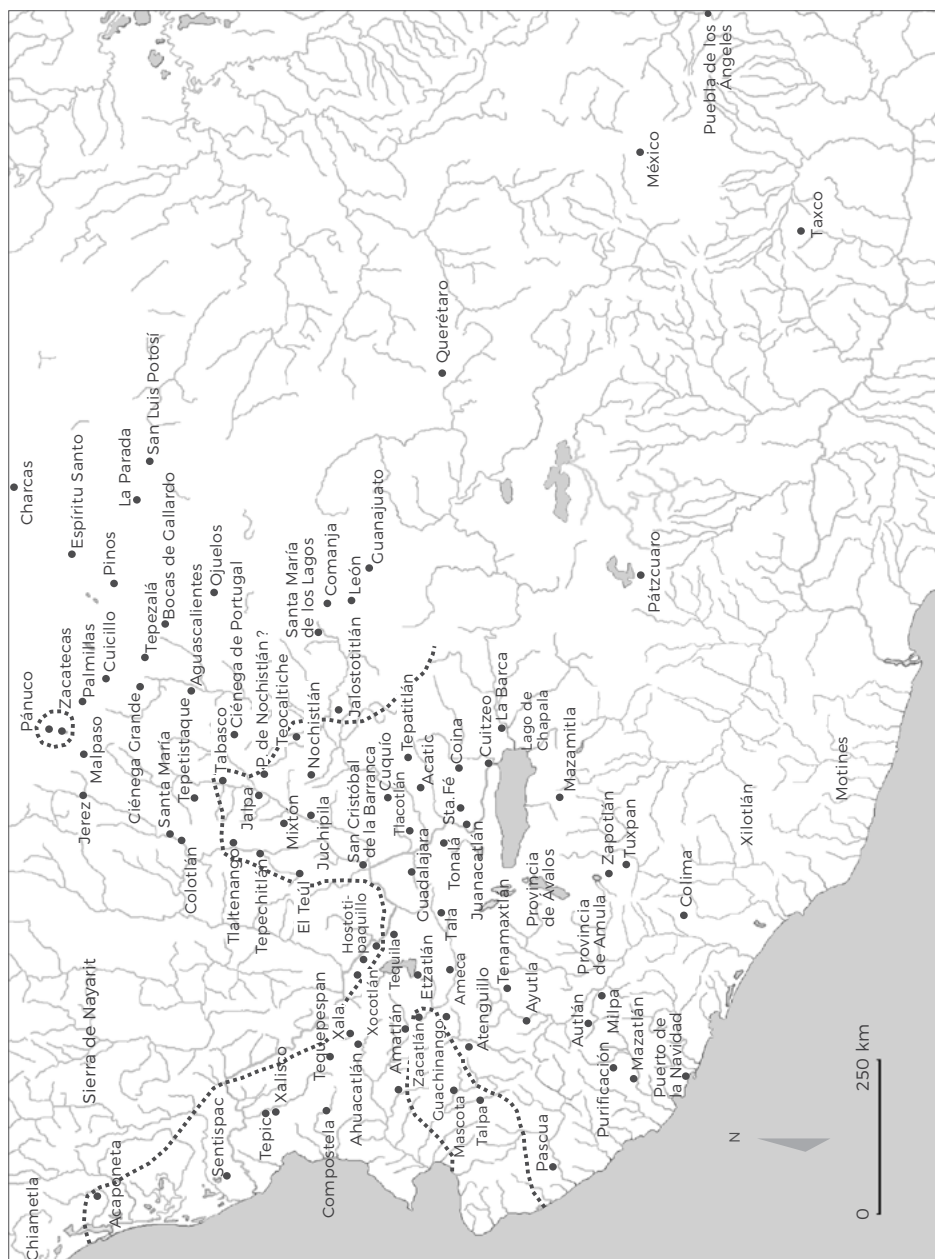 Chiametla
Acaponeta
Sierra de Nayarit
Sentispac
Tepic
Xalisco
Compostela
Tequepespan
Xala.
Ahuacatlán
Xocotlán
Hostoti-
paquillo
Amatlán
Tequila
Zacatlán
Etzatlán
Guachinango
Ameca
Mascota
Talpa
Atenguillo
Tenamaxtlán
Ayutla
Pascua
Autlán
Provincia
de Amula
Milpa
Purificación
Mazatlán
Puerto de
la Navidad
Pánuco
Zacatecas
Palmillas
Malpaso
Jerez
Cuicillo
Pinos
Espíritu Santo
Charcas
La Parada
San Luis Potosí
Bocas de Gallardo
Tepezalá
Ciénega Grande
Santa María
Colotlán
Tepetistaque
Aguascalientes
Ojuelos
Tabasco
Ciénega de Portugal
Tlaltenango
Tepechitlán
Jalpa
P. de Nochistlán ?
Teocaltiche
Mixton
Nochistlán
El Teúl
Juchipila
Santa María
de los Lagos
Comanja
León
Guanajuato
Jalostotitlán
San Cristóbal
de la Barranca
Cuquío
Tepatitlán
Tlacotlán
Acatic
Guadalajara
Tonalá
Sta.Fé
Coina
Tala
Juanacatlán
Cuitzeo
La Barca
Lago de
Chapala
Mazamitla
Provincia
de Ávalos
Zapotlán
Tuxpan
Colima
Xilotlán
Motines
Pátzcuaro
Querétaro
México
Puebla de los
Ángeles
Taxco
N
0
250 km